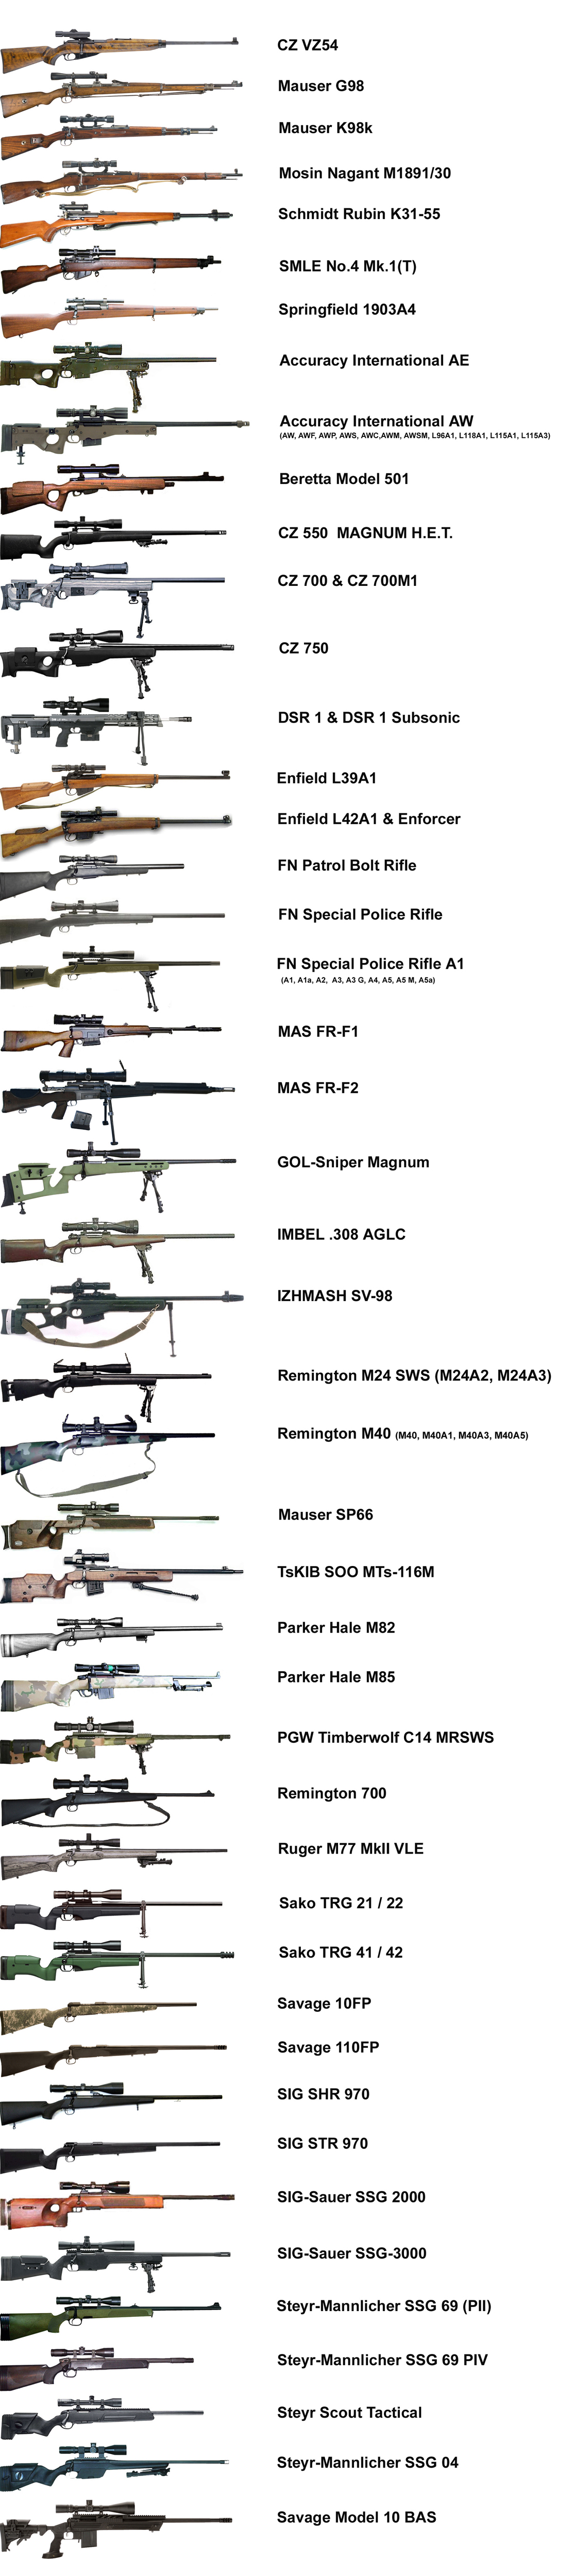 CZ VZ54
Mauser G98
Mauser K98k
Mosin Nagant M1891/30
Schmidt Rubin K31-55
SMLE No.4 Mk.1(T)
Springfield 1903A4
Accuracy International AE
Accuracy International AW
(AW, AWF, AWP, AWS, AWC,AWM, AWSM, L96A1, L118A1, L115A1, L115A3)
Beretta Model 501
CZ 550 MAGNUM H.E.T.
CZ 700 & CZ 700M1
CZ 750
DSR 1 & DSR 1 Subsonic
Enfield L39A1
Enfield L42A1 & Enforcer
FN Patrol Bolt Rifle
FN Special Police Rifle
FN Special Police Rifle A1
(A1, A1a, A2, A3, A3 G, A4, A5, A5 M, A5a)
MAS FR-F1
MAS FR-F2
GOL-Sniper Magnum
IMBEL .308 AGLC
IZHMASH SV-98
Remington M24 SWS (M24A2, M24A3)
Remington M40 (M40, M40A1, M40A3, M40A5)
Mauser SP66
TsKIB SOO MTs-116M
Parker Hale M82
Parker Hale M85
PGW Timberwolf C14 MRSWS
Remington 700
Ruger M77 MkII VLE
Sako TRG 21 / 22
Sako TRG 41 / 42
Savage 10FP
Savage 110FP
SIG SHR 970
SIG STR 970
SIG-Sauer SSG 2000
SIG-Sauer SSG-3000
Steyr-Mannlicher SSG 69 (PII)
Steyr-Mannlicher SSG 69 PIV
Steyr Scout Tactical
Steyr-Mannlicher SSG 04
Savage Model 10 BAS